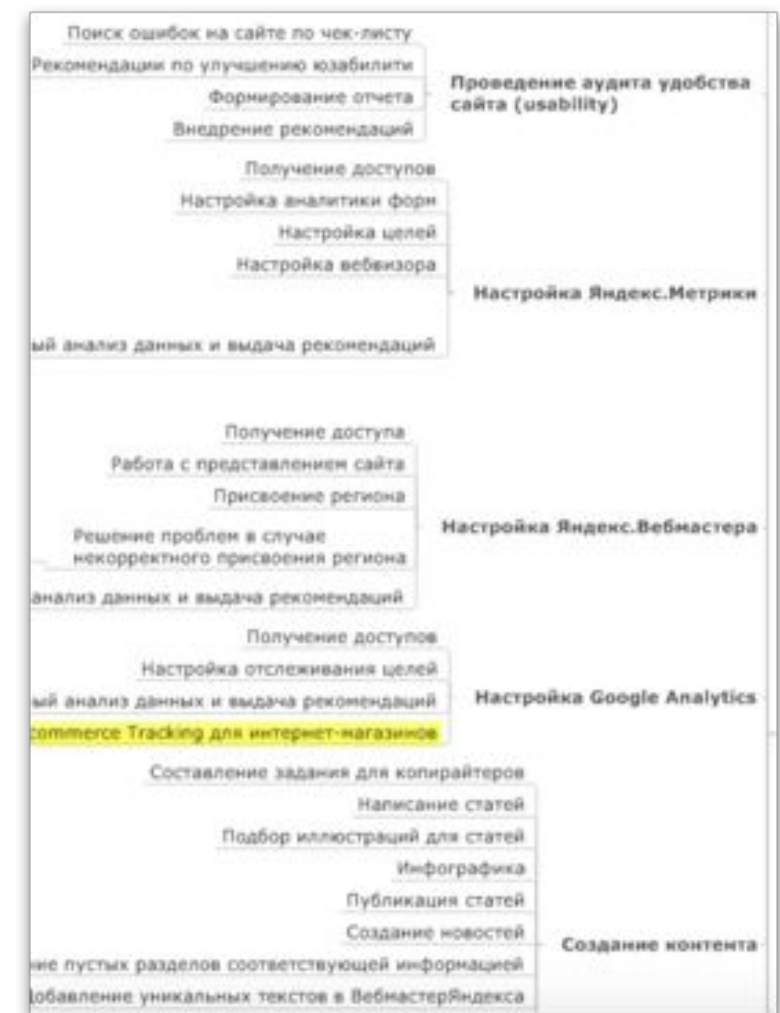 Поиск ошибок на сайте по чек-листу
Рекомендации по улучшению юзабилити
Формирование отчета
Внедрение рекомендаций
Проведение аудита удобства
сайта (usability)
Получение доступов
Настройка аналитики форм
Настройка целей
Настройка вебвизора
ый анализ данных и выдача рекомендаций
Настройка Яндекс.Метрики
Получение доступа
Работа с представлением сайта
Присвоение региона
Решение проблем в случае
некорректного присвоения региона
анализ данных и выдача рекомендаций
Настройка Яндекс.Вебмастера
Получение доступов
Настройка отслеживания целей
ый анализ данных и выдача рекомендаций
commerce Tracking для интернет-магазинов
Настройка Google Analytics
Составление задания для копирайтеров
Написание статей
Подбор иллюстраций для статей
Инфографика
Публикация статей
Создание новостей
ние пустых разделов соответствующей информацией
Добавление уникальных текстов в ВебмастерЯндекса
Создание контента